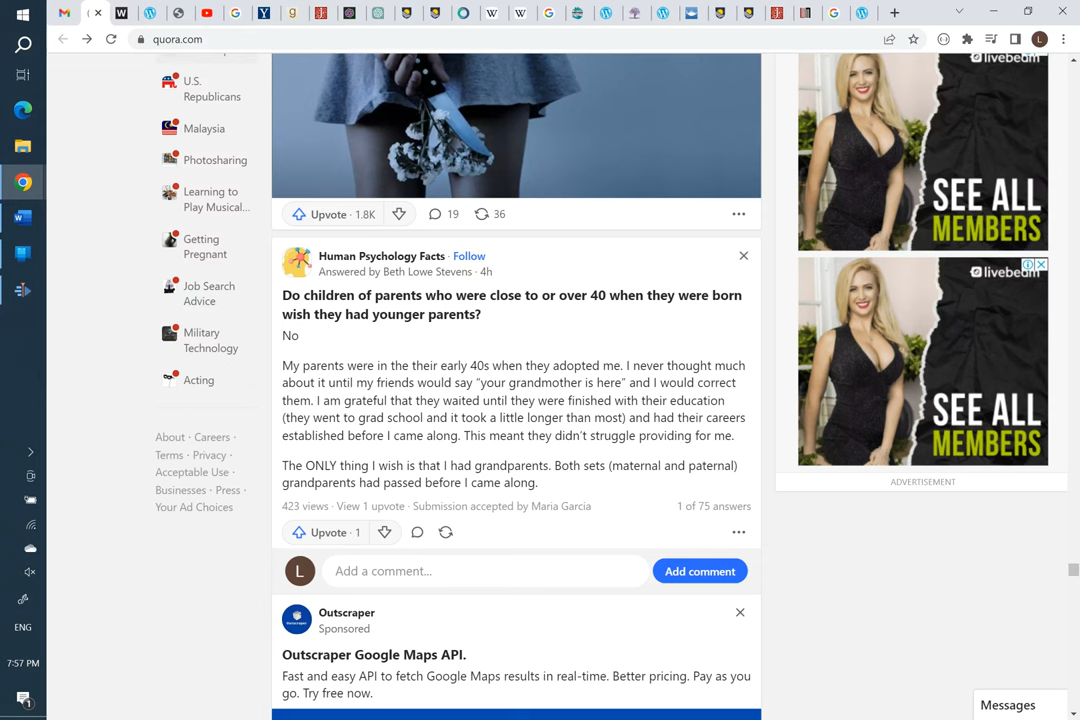 quora.com
U.S.
Republicans
Malaysia
Photosharing
Learning to
Play Musical...
Getting
Pregnant
Job Search
Advice
Military
Technology
Acting
About · Careers ·
Terms · Privacy ·
Acceptable Use ·
Businesses · Press ·
Your Ad Choices
Upvote · 1.8K
19
36
Human Psychology Facts · Follow
Answered by Beth Lowe Stevens · 4h
Do children of parents who were close to or over 40 when they were born
wish they had younger parents?
No
My parents were in the their early 40s when they adopted me. I never thought much
about it until my friends would say “your grandmother is here” and I would correct
them. I am grateful that they waited until they were finished with their education
(they went to grad school and it took a little longer than most) and had their careers
established before I came along. This meant they didn’t struggle providing for me.
The ONLY thing I wish is that I had grandparents. Both sets (maternal and paternal)
grandparents had passed before I came along.
423 views · View 1 upvote · Submission accepted by Maria Garcia
1 of 75 answers
Upvote · 1
L
Add a comment...
Add comment
Outscraper
Sponsored
Outscraper Google Maps API.
Fast and easy API to fetch Google Maps results in real-time. Better pricing. Pay as you
go. Try free now.
livebeam
SEE ALL
MEMBERS
livebeam
SEE ALL
MEMBERS
ADVERTISEMENT
Messages
L
ENG
7:57 PM
1